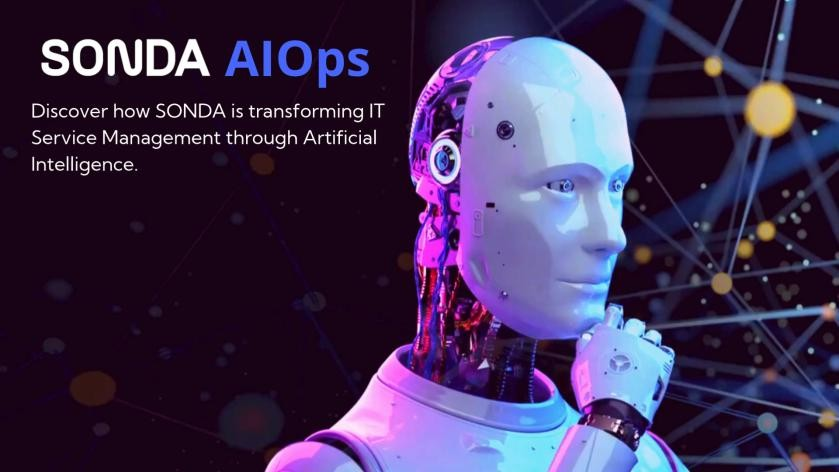 SONDA AIOps
Discover how SONDA is transforming IT
Service Management through Artificial
Intelligence.